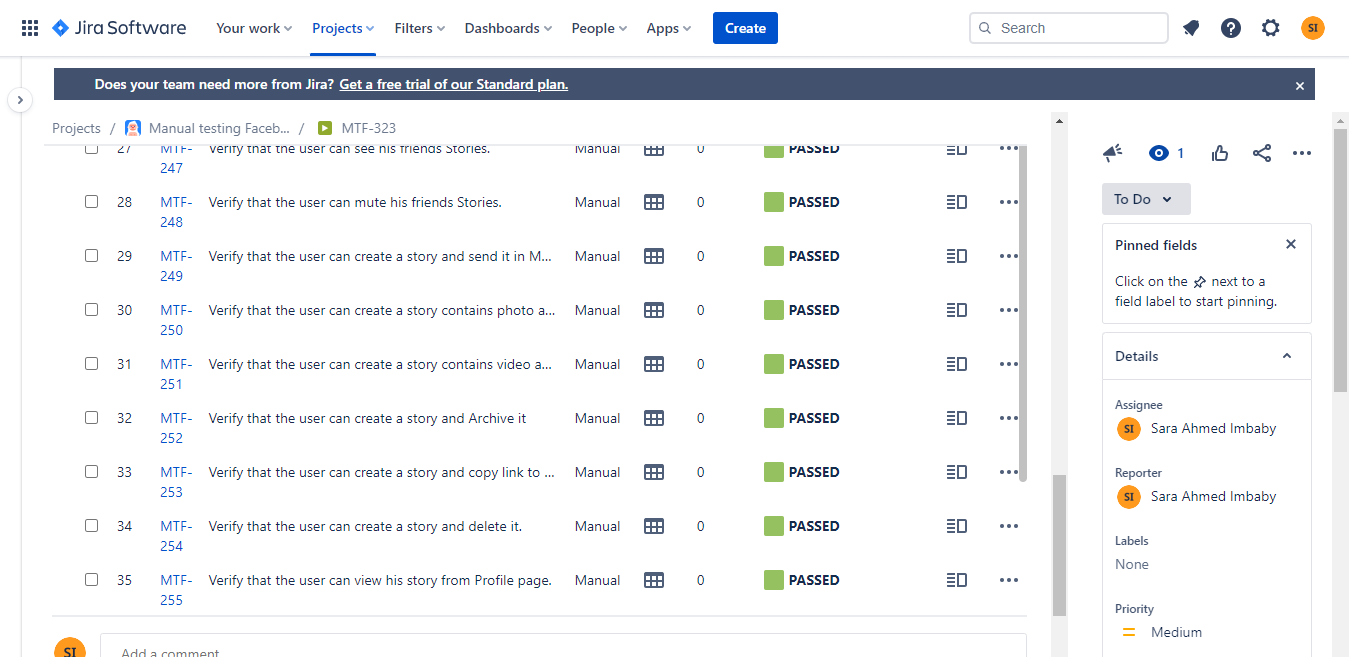 Jira Software Your work Projects Filters Dashboards People Apps Create Search SI
Does your team need more from Jira? Get a free trial of our Standard plan.
Projects / Manual testing Faceb... / MTF-323
27 MTF-247 Verify that the user can see his friends Stories. Manual 0 PASSED
28 MTF-248 Verify that the user can mute his friends Stories. Manual 0 PASSED
29 MTF-249 Verify that the user can create a story and send it in M... Manual 0 PASSED
30 MTF-250 Verify that the user can create a story contains photo a... Manual 0 PASSED
31 MTF-251 Verify that the user can create a story contains video a... Manual 0 PASSED
32 MTF-252 Verify that the user can create a story and Archive it Manual 0 PASSED
33 MTF-253 Verify that the user can create a story and copy link to ... Manual 0 PASSED
34 MTF-254 Verify that the user can create a story and delete it. Manual 0 PASSED
35 MTF-255 Verify that the user can view his story from Profile page. Manual 0 PASSED
SI Add a comment
1
To Do
Pinned fields
Click on the next to a
field label to start pinning.
Details
Assignee
SI Sara Ahmed Imbaby
Reporter
SI Sara Ahmed Imbaby
Labels
None
Priority
Medium